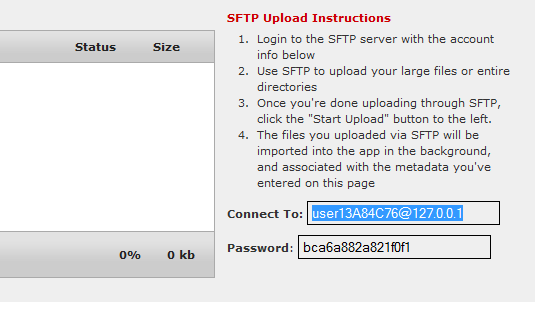 SFTP Upload Instructions
Status Size
1. Login to the SFTP server with the account
info below
2. Use SFTP to upload your large files or entire
directories
3. Once you're done uploading through SFTP,
click the "Start Upload" button to the left.
4. The files you uploaded via SFTP will be
imported into the app in the background,
and associated with the metadata you've
entered on this page
Connect To: user13A84C76@127.0.0.1
Password: bca6a882a821f0f1
0% 0 kb